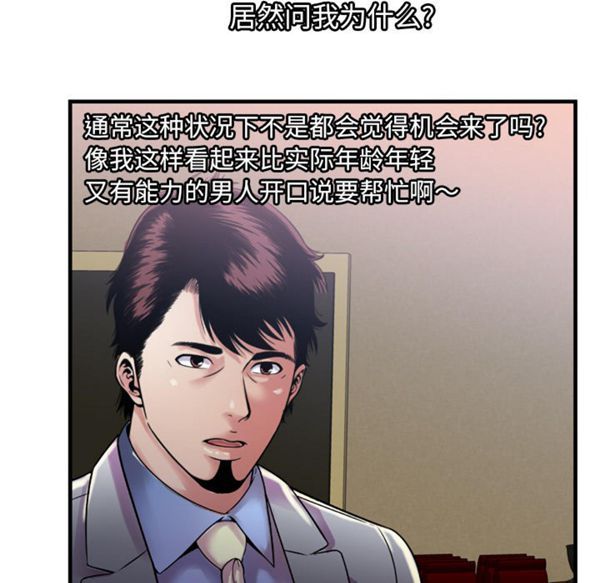 居然问我为什么?
通常这种状况下不是都会觉得机会来了吗?
像我这样看起来比实际年龄年轻
又有能力的男人开口说要帮忙啊～